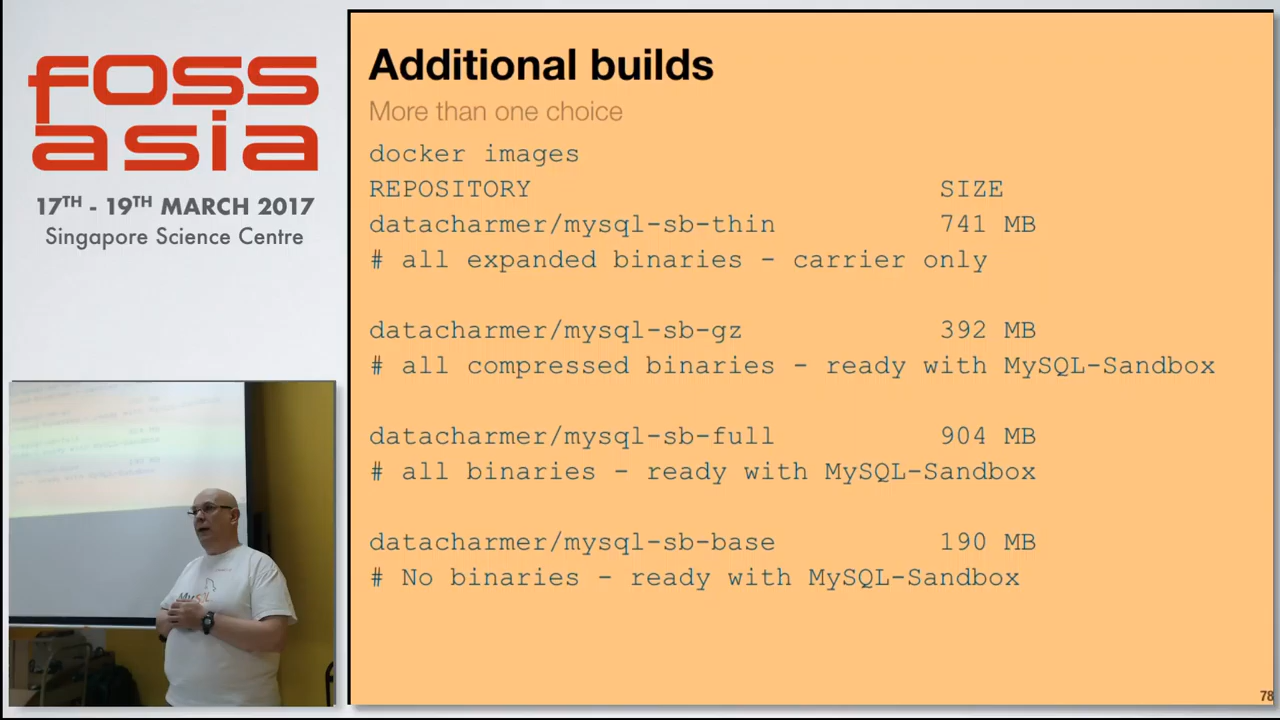 foss
asia
17TH - 19TH MARCH 2017
Singapore Science Centre
Additional builds
More than one choice
docker images
REPOSITORY SIZE
datacharmer/mysql-sb-thin 741 MB
# all expanded binaries - carrier only
datacharmer/mysql-sb-gz 392 MB
# all compressed binaries - ready with MySQL-Sandbox
datacharmer/mysql-sb-full 904 MB
# all binaries - ready with MySQL-Sandbox
datacharmer/mysql-sb-base 190 MB
# No binaries - ready with MySQL-Sandbox
78
MySQL